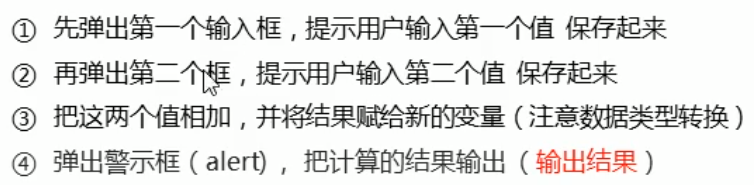 ① 先弹出第一个输入框，提示用户输入第一个值 保存起来
② 再弹出第二个框，提示用户输入第二个值 保存起来
③ 把这两个值相加，并将结果赋给新的变量（注意数据类型转换）
④ 弹出警示框（alert)，把计算的结果输出（输出结果）